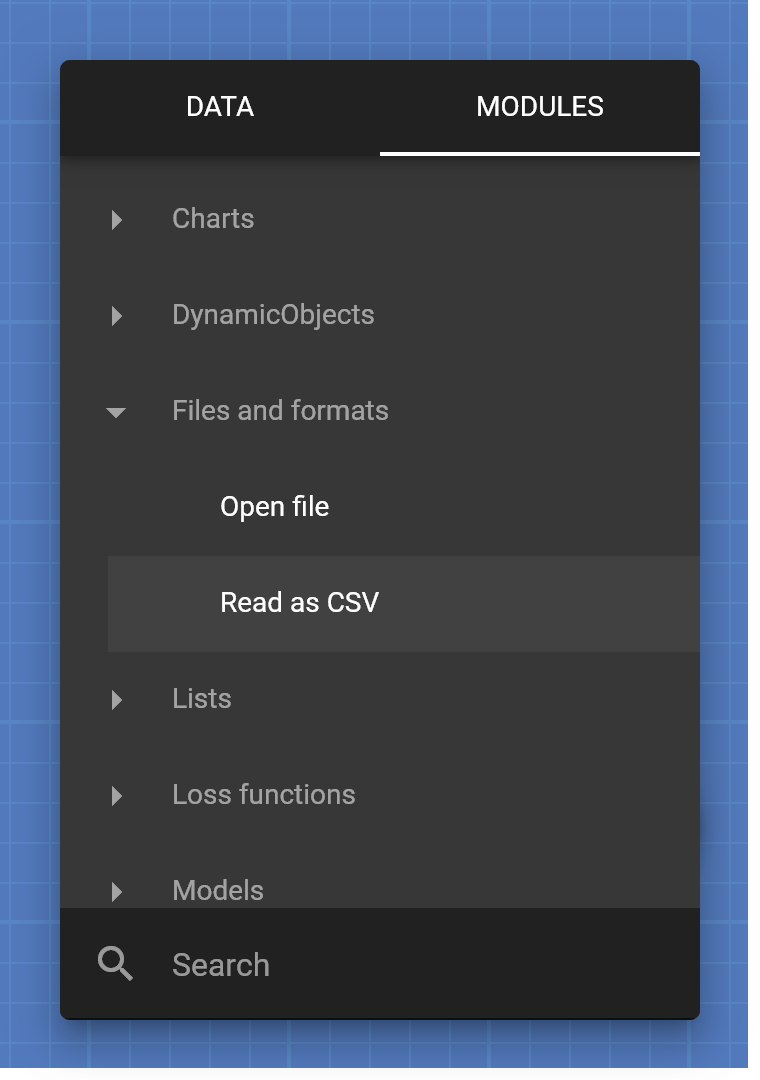 DATA
MODULES
Charts
DynamicObjects
Files and formats
Open file
Read as CSV
Lists
Loss functions
Models
Search